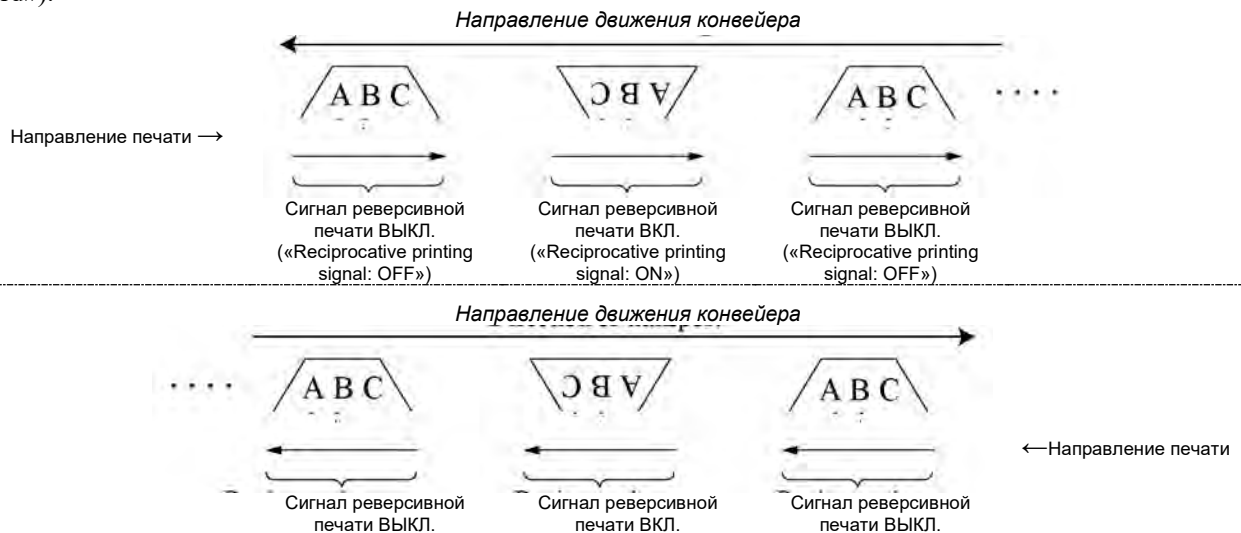 Направление движения конвейера
A B C A B C A B C
Направление печати →
Сигнал реверсивной Сигнал реверсивной Сигнал реверсивной
печати ВЫКЛ. печати ВКЛ. печати ВЫКЛ.
(«Reciprocative printing («Reciprocative printing («Reciprocative printing
signal: OFF») signal: ON») signal: OFF»)
Направление движения конвейера
A B C A B C A B C
←Направление печати
Сигнал реверсивной Сигнал реверсивной Сигнал реверсивной
печати ВЫКЛ. печати ВКЛ. печати ВЫКЛ.